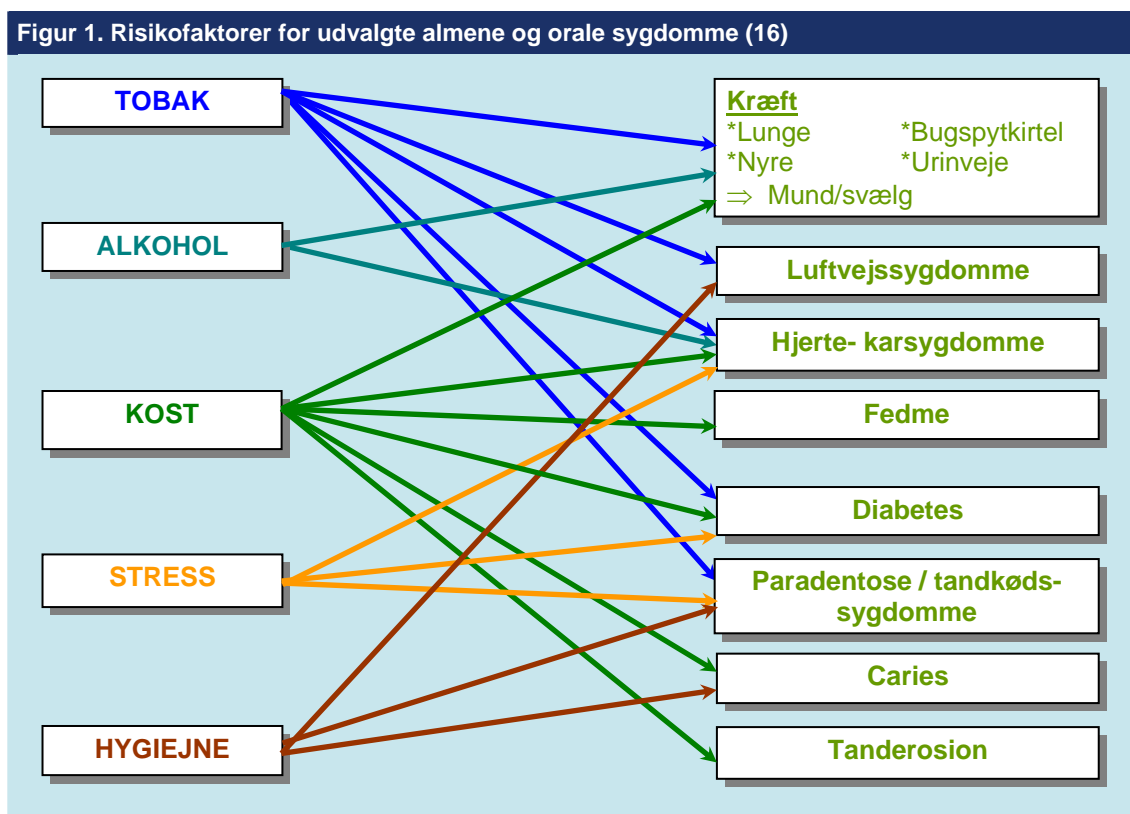 Figur 1. Risikofaktorer for udvalgte almene og orale sygdomme (16)
TOBAK
ALKOHOL
KOST
STRESS
HYGIEJNE
Kræft
*Lunge *Bugspytkirtel
*Nyre *Urinveje
⇒ Mund/svælg
Luftvejssygdomme
Hjerte- karsygdomme
Fedme
Diabetes
Paradentose / tandkøds-
sygdomme
Caries
Tanderosion